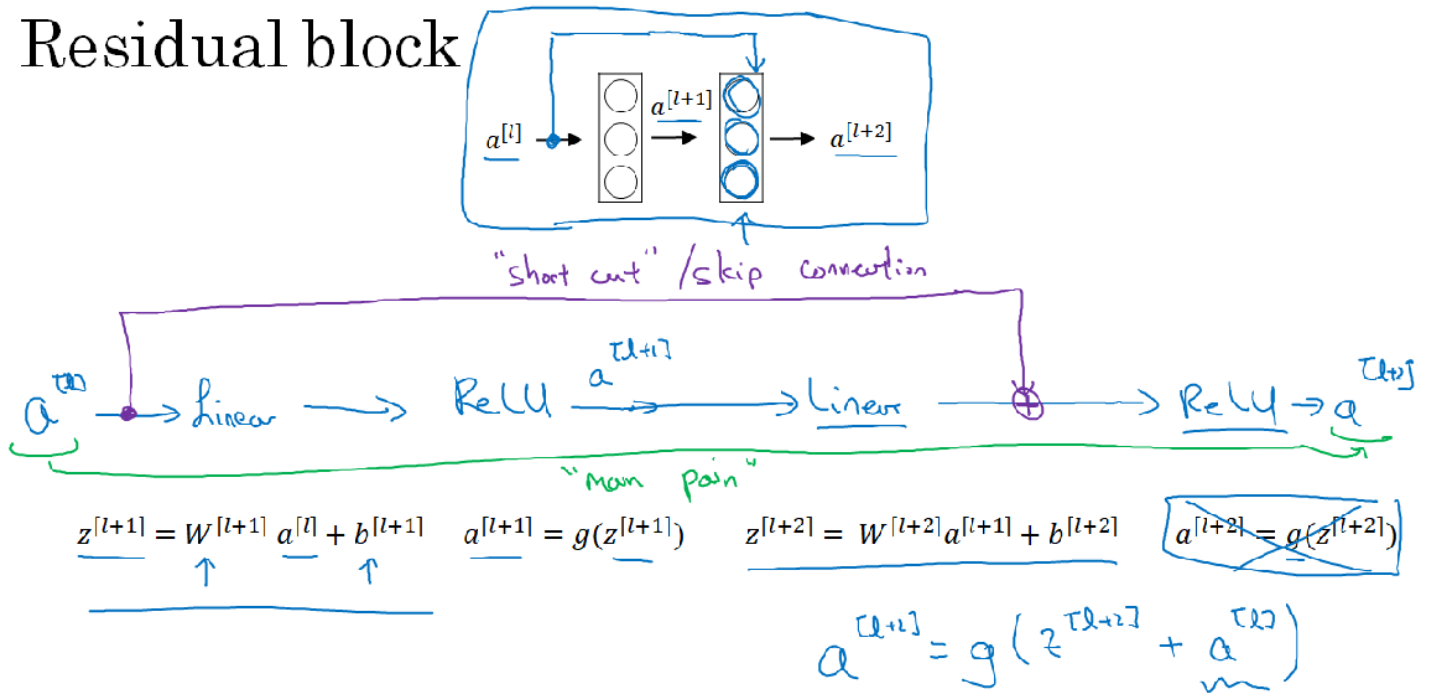 Residual block
a^[l] a^[l+1] a^[l+2]
"short cut" / skip connection
a^[l] Linear ReLU a^[l+1] Linear ReLU a^[l+2]
"main path"
z^[l+1] = W^[l+1] a^[l] + b^[l+1] a^[l+1] = g(z^[l+1]) z^[l+2] = W^[l+2] a^[l+1] + b^[l+2] a^[l+2] = g(z^[l+2])
a^[l+2] = g(z^[l+2] + a^[l])